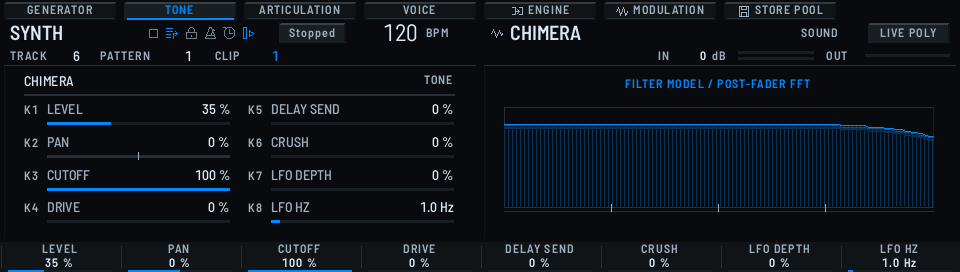 GENERATOR TONE ARTICULATION VOICE ENGINE MODULATION STORE POOL
SYNTH Stopped 120 BPM CHIMERA SOUND LIVE POLY
TRACK 6 PATTERN 1 CLIP 1 IN 0 dB OUT
CHIMERA TONE
FILTER MODEL / POST-FADER FFT
K1 LEVEL 35 % K5 DELAY SEND 0 %
K2 PAN 0 % K6 CRUSH 0 %
K3 CUTOFF 100 % K7 LFO DEPTH 0 %
K4 DRIVE 0 % K8 LFO HZ 1.0 Hz
LEVEL PAN CUTOFF DRIVE DELAY SEND CRUSH LFO DEPTH LFO HZ
35 % 0 % 100 % 0 % 0 % 0 % 0 % 1.0 Hz